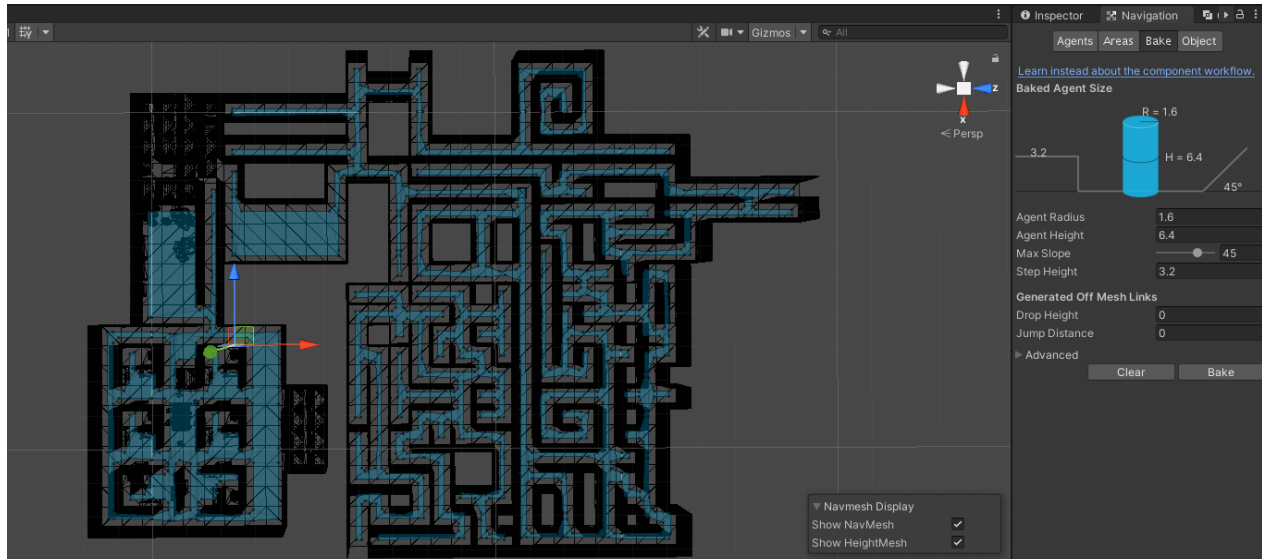 Gizmos
All
Inspector
Navigation
Agents
Areas
Bake
Object
Learn instead about the component workflow.
Baked Agent Size
R = 1.6
3.2
H = 6.4
45°
z
x
< Persp
Agent Radius 1.6
Agent Height 6.4
Max Slope 45
Step Height 3.2
Generated Off Mesh Links
Drop Height 0
Jump Distance 0
Advanced
Clear
Bake
Navmesh Display
Show NavMesh
Show HeightMesh